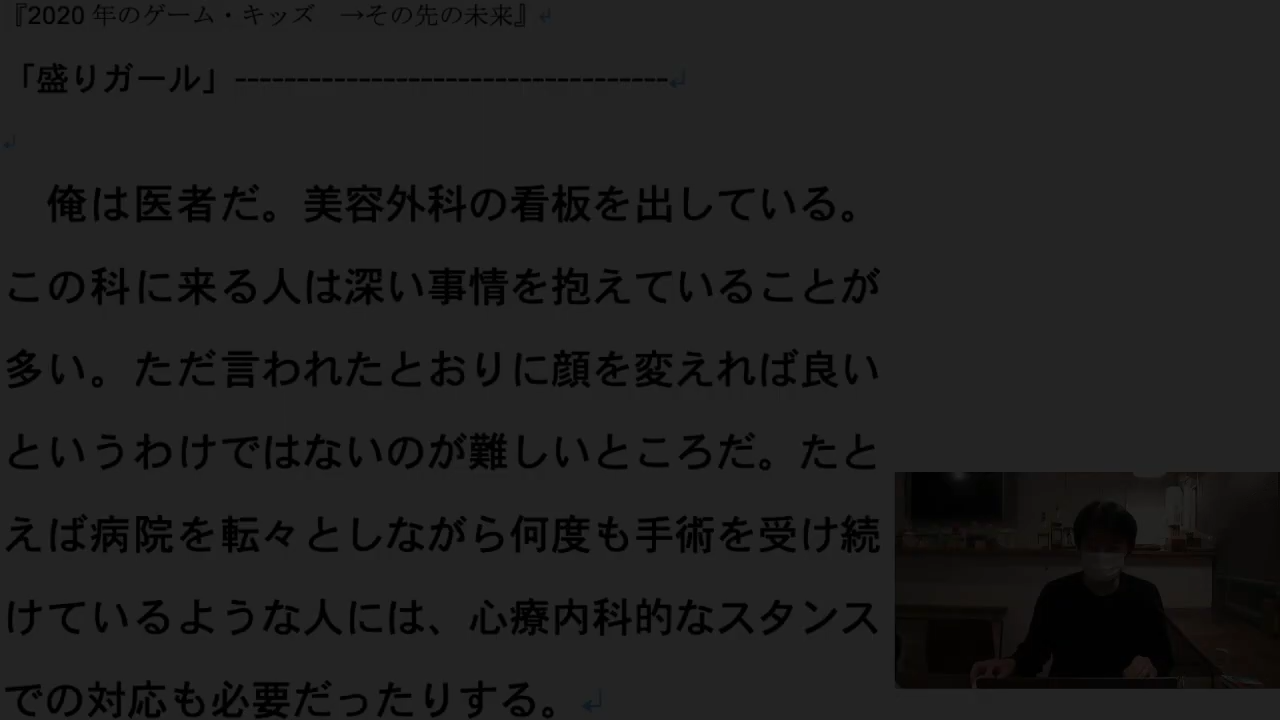 『2020 年のゲーム・キッズ　→その先の未来』
「盛りガール」-----------------------------------
俺は医者だ。美容外科の看板を出している。
この科に来る人は深い事情を抱えていることが
多い。ただ言われたとおりに顔を変えれば良い
というわけではないのが難しいところだ。たと
えば病院を転々としながら何度も手術を受け続
けているような人には、心療内科的なスタンス
での対応も必要だったりする。